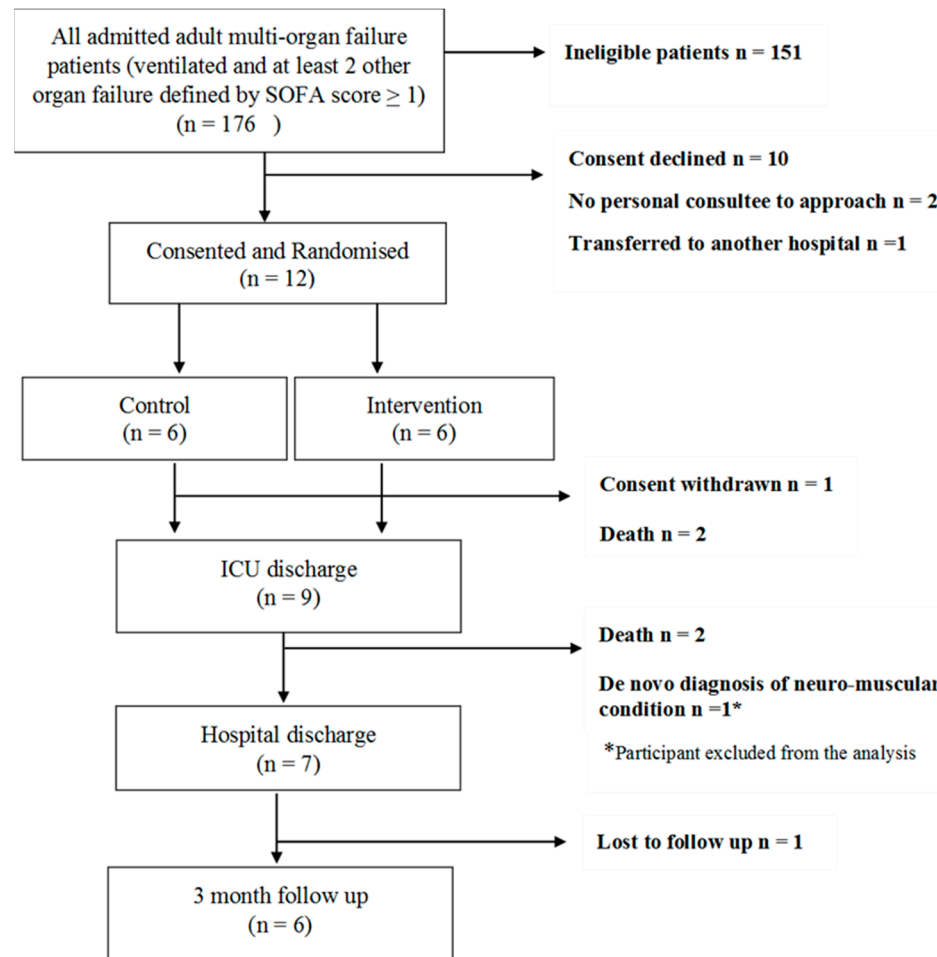 All admitted adult multi-organ failure
patients (ventilated and at least 2 other
organ failure defined by SOFA score ≥ 1)
(n = 176   )
Ineligible patients n = 151
Consent declined n = 10
No personal consultee to approach n = 2
Transferred to another hospital n =1
Consented and Randomised
(n = 12)
Control
(n = 6)
Intervention
(n = 6)
Consent withdrawn n = 1
Death n = 2
ICU discharge
(n = 9)
Death n = 2
De novo diagnosis of neuro-muscular
condition n =1*
*Participant excluded from the analysis
Hospital discharge
(n = 7)
Lost to follow up n = 1
3 month follow up
(n = 6)